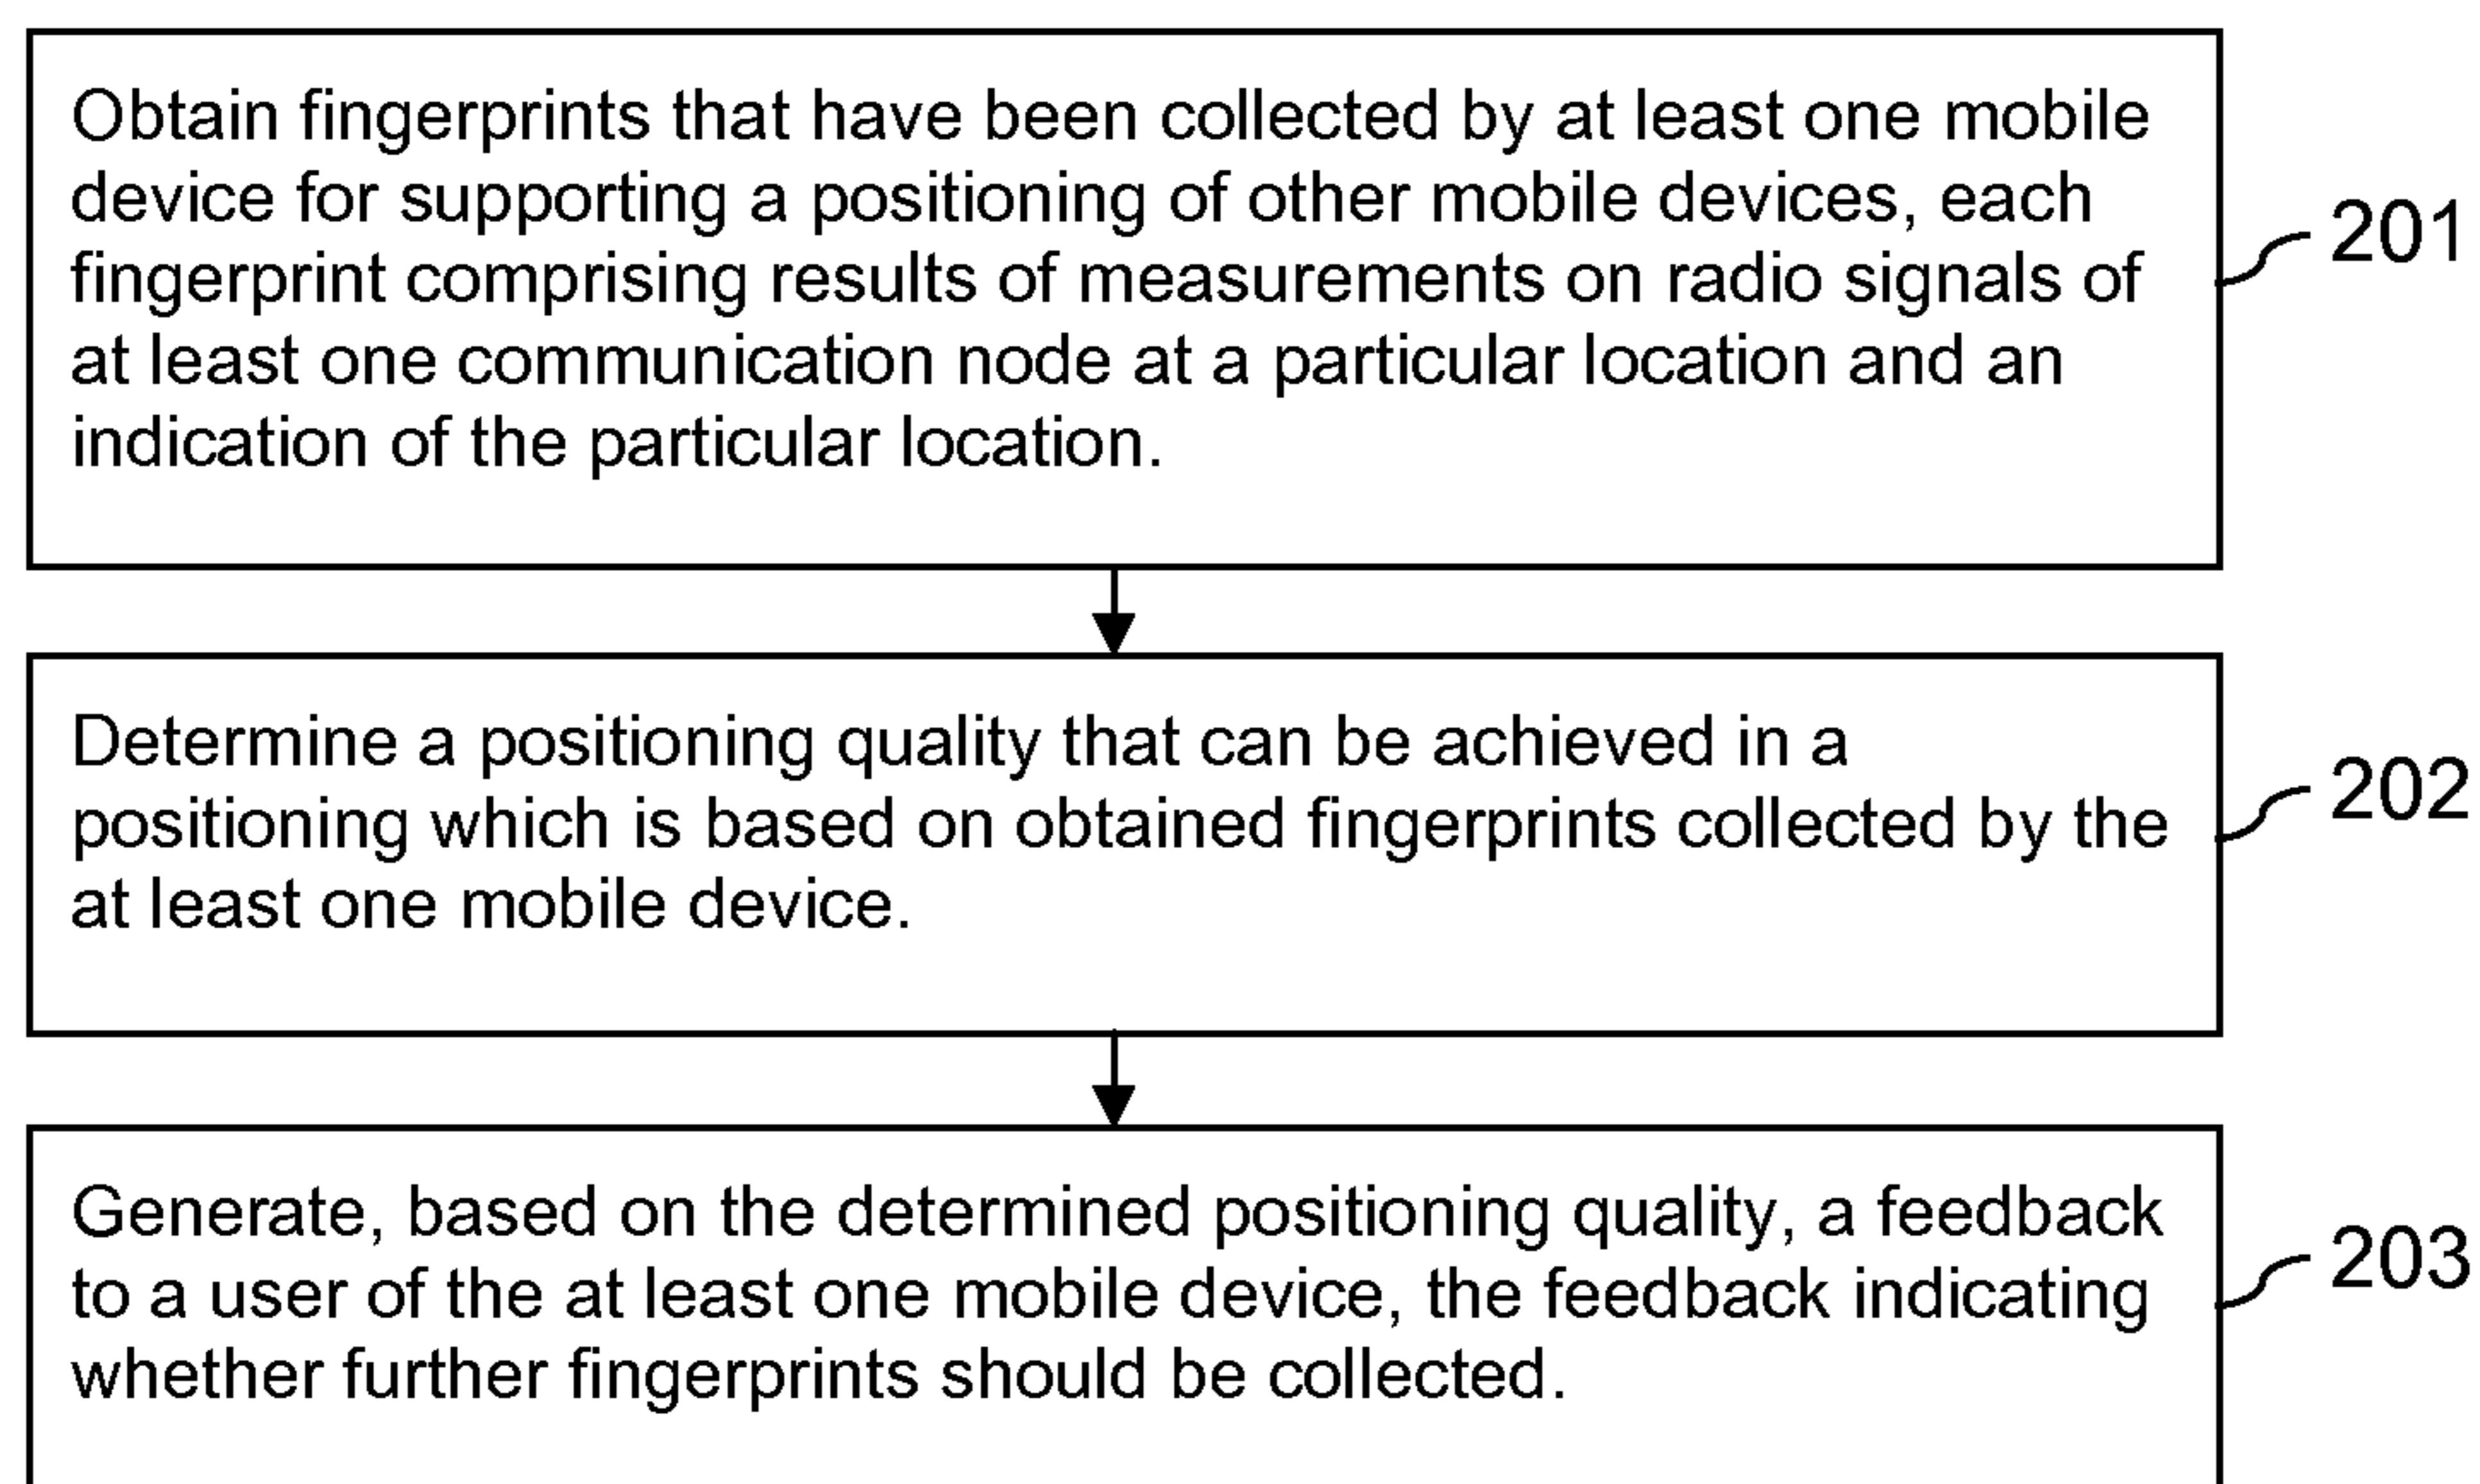 Obtain fingerprints that have been collected by at least one mobile
device for supporting a positioning of other mobile devices, each
fingerprint comprising results of measurements on radio signals of
at least one communication node at a particular location and an
indication of the particular location.
201
Determine a positioning quality that can be achieved in a
positioning which is based on obtained fingerprints collected by the
at least one mobile device.
202
Generate, based on the determined positioning quality, a feedback
to a user of the at least one mobile device, the feedback indicating
whether further fingerprints should be collected.
203